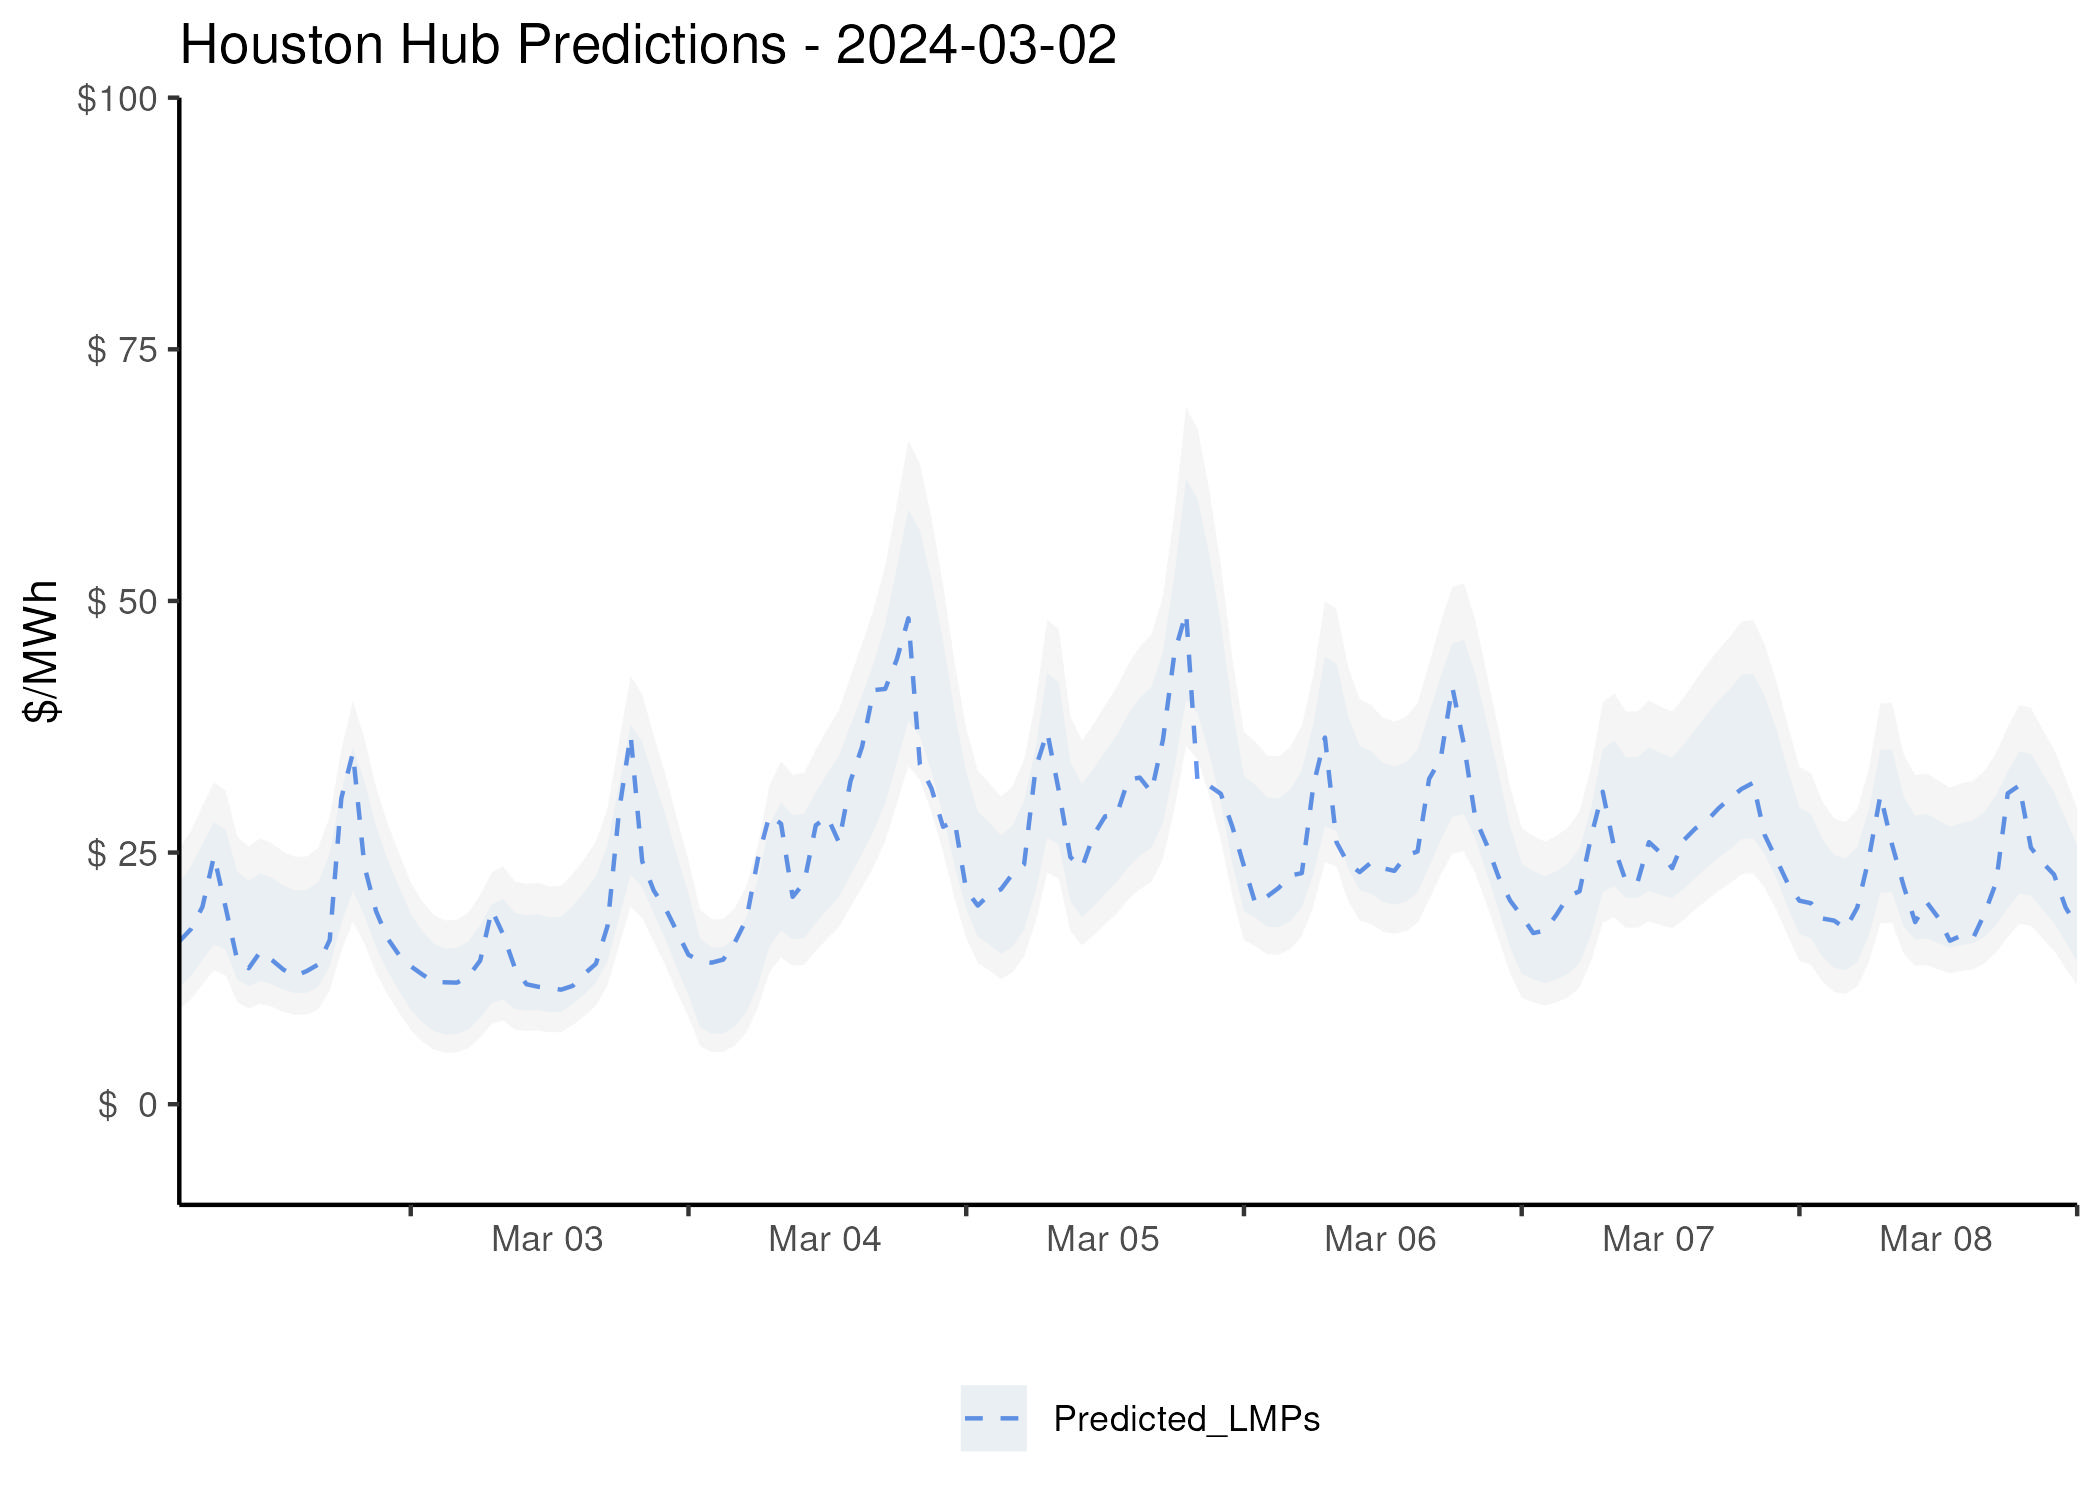 Houston Hub Predictions - 2024-03-02
$100
$ 75
$ 50
$ 25
$  0
$/MWh
Mar 03 Mar 04 Mar 05 Mar 06 Mar 07 Mar 08
Predicted_LMPs